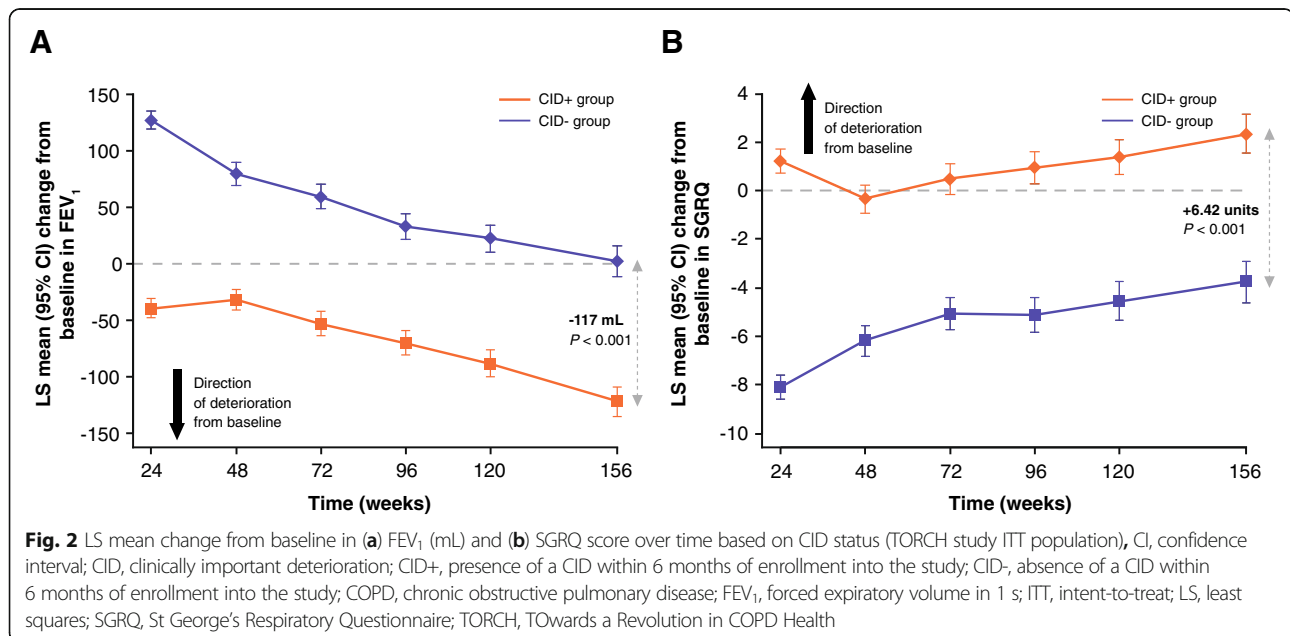 A
LS mean (95% CI) change from
baseline in FEV1
150
100
50
0
-50
-100
-150
CID+ group
CID- group
-117 mL
P < 0.001
Direction
of deterioration
from baseline
24 48 72 96 120 156
Time (weeks)
B
LS mean (95% CI) change from
baseline in SGRQ
4
2
0
-2
-4
-6
-8
-10
Direction
of deterioration
from baseline
CID+ group
CID- group
+6.42 units
P < 0.001
24 48 72 96 120 156
Time (weeks)
Fig. 2 LS mean change from baseline in (a) FEV1 (mL) and (b) SGRQ score over time based on CID status (TORCH study ITT population), CI, confidence
interval; CID, clinically important deterioration; CID+, presence of a CID within 6 months of enrollment into the study; CID-, absence of a CID within
6 months of enrollment into the study; COPD, chronic obstructive pulmonary disease; FEV1, forced expiratory volume in 1 s; ITT, intent-to-treat; LS, least
squares; SGRQ, St George's Respiratory Questionnaire; TORCH, TOwards a Revolution in COPD Health